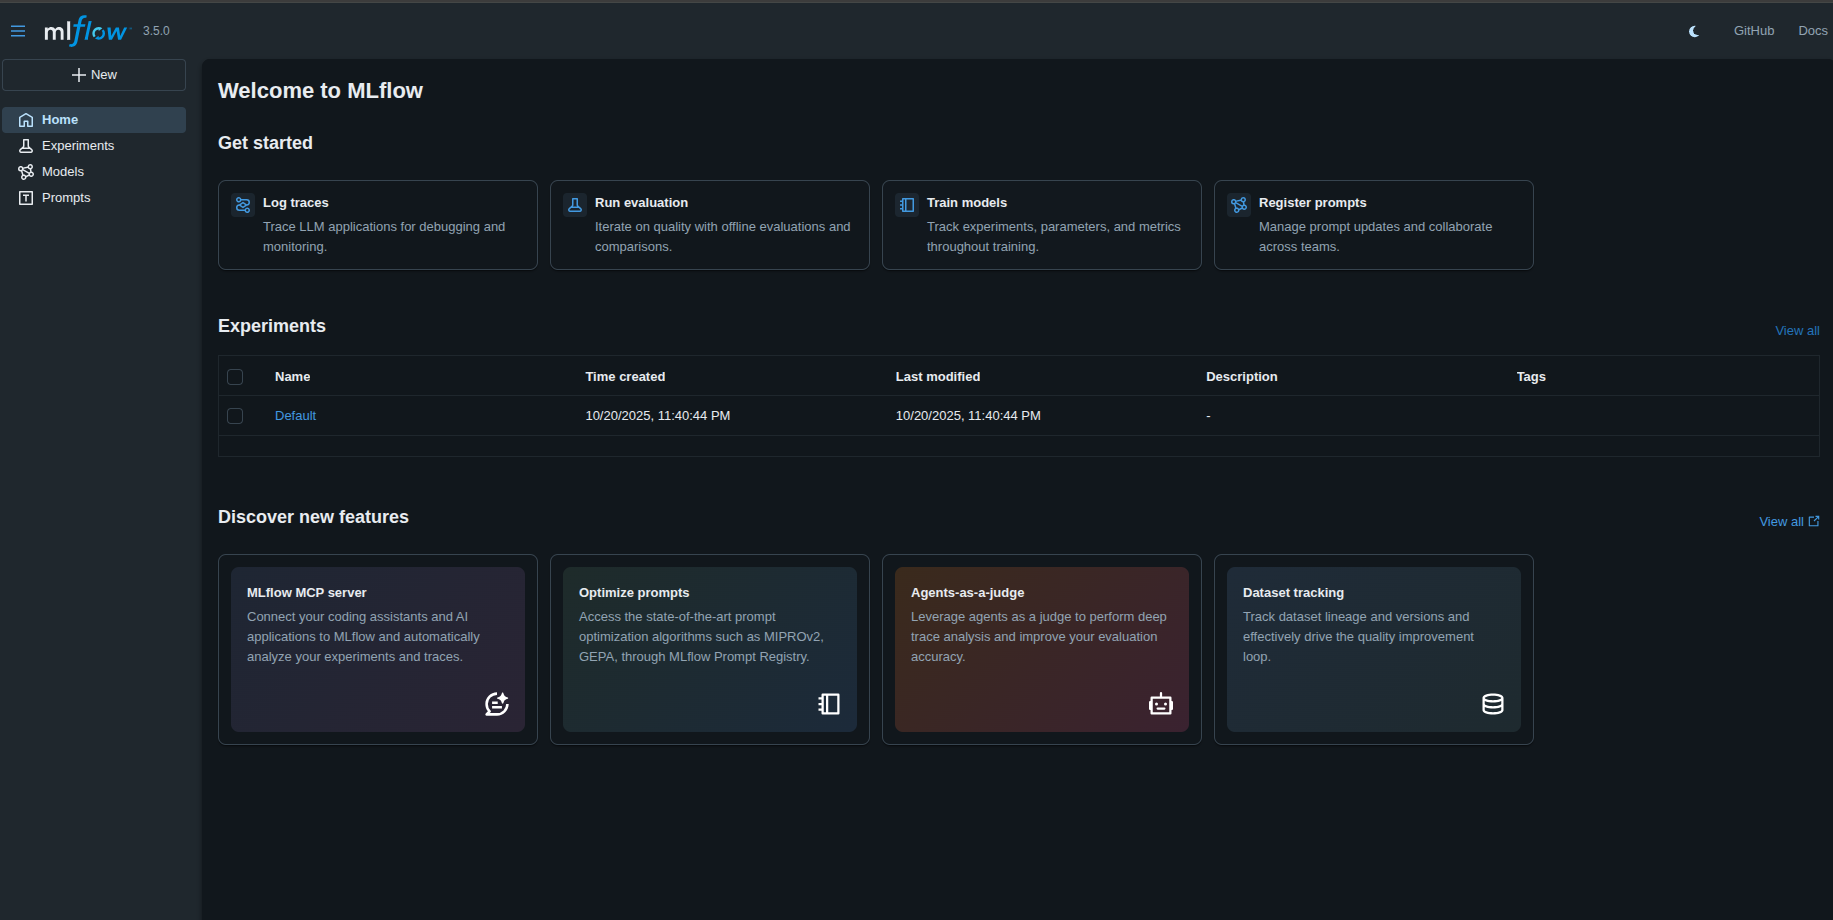 mlflow 3.5.0
GitHub
Docs
New
Home
Experiments
Models
Prompts
Welcome to MLflow
Get started
Log traces
Trace LLM applications for debugging and
monitoring.
Run evaluation
Iterate on quality with offline evaluations and
comparisons.
Train models
Track experiments, parameters, and metrics
throughout training.
Register prompts
Manage prompt updates and collaborate
across teams.
Experiments
View all
Name Time created Last modified Description Tags
Default 10/20/2025, 11:40:44 PM 10/20/2025, 11:40:44 PM -
Discover new features
View all
MLflow MCP server
Connect your coding assistants and AI
applications to MLflow and automatically
analyze your experiments and traces.
Optimize prompts
Access the state-of-the-art prompt
optimization algorithms such as MIPROv2,
GEPA, through MLflow Prompt Registry.
Agents-as-a-judge
Leverage agents as a judge to perform deep
trace analysis and improve your evaluation
accuracy.
Dataset tracking
Track dataset lineage and versions and
effectively drive the quality improvement
loop.